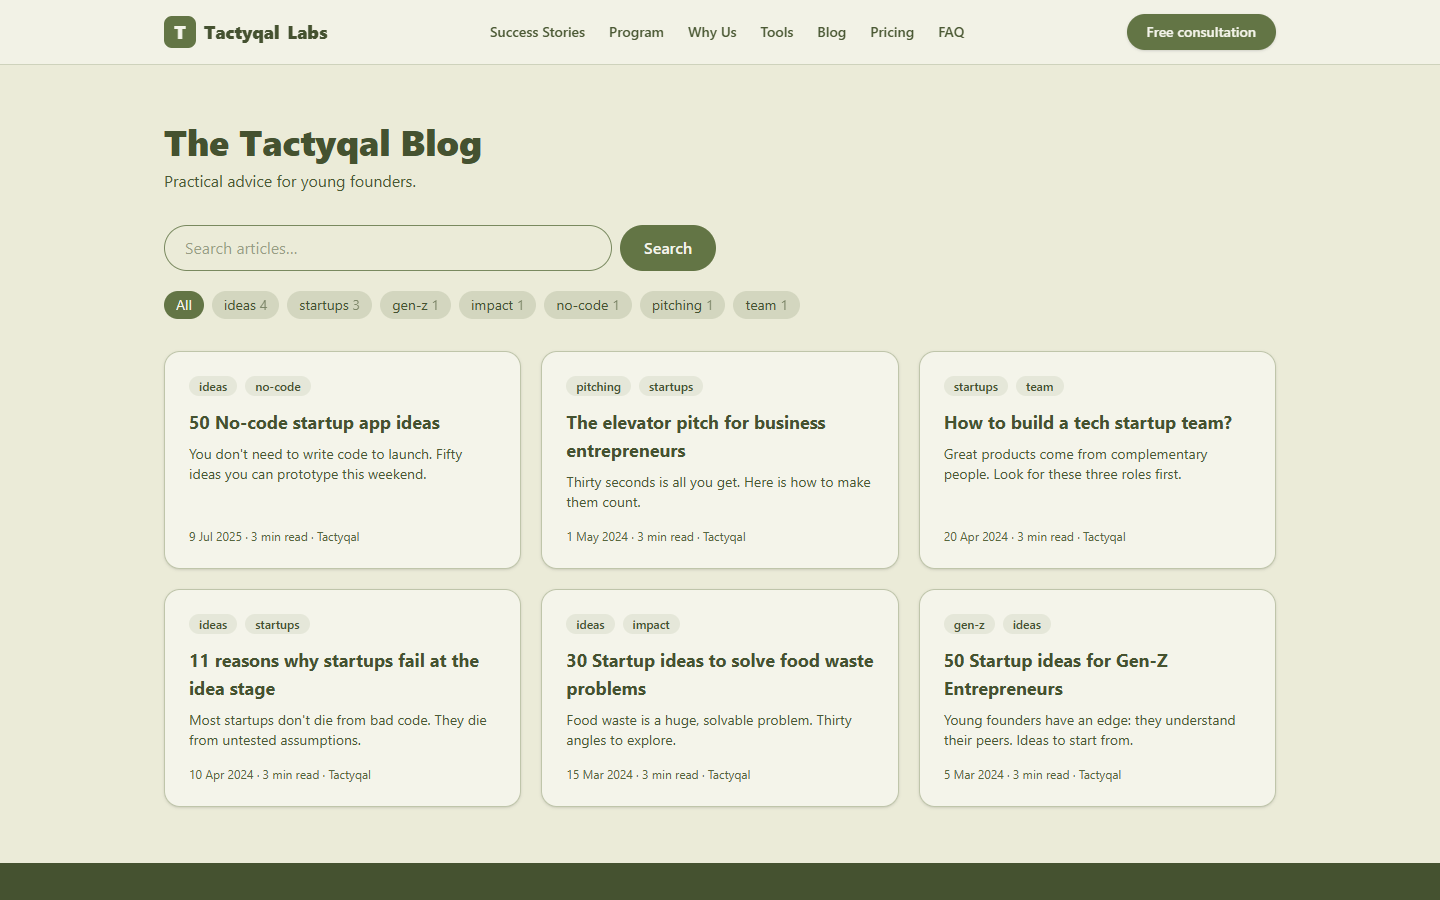 T Tactyqal Labs
Success Stories Program Why Us Tools Blog Pricing FAQ
Free consultation
The Tactyqal Blog
Practical advice for young founders.
Search articles...
Search
All ideas 4 startups 3 gen-z 1 impact 1 no-code 1 pitching 1 team 1
ideas no-code
50 No-code startup app ideas
You don't need to write code to launch. Fifty
ideas you can prototype this weekend.
9 Jul 2025 · 3 min read · Tactyqal
pitching startups
The elevator pitch for business
entrepreneurs
Thirty seconds is all you get. Here is how to make
them count.
1 May 2024 · 3 min read · Tactyqal
startups team
How to build a tech startup team?
Great products come from complementary
people. Look for these three roles first.
20 Apr 2024 · 3 min read · Tactyqal
ideas startups
11 reasons why startups fail at the
idea stage
Most startups don't die from bad code. They die
from untested assumptions.
10 Apr 2024 · 3 min read · Tactyqal
ideas impact
30 Startup ideas to solve food waste
problems
Food waste is a huge, solvable problem. Thirty
angles to explore.
15 Mar 2024 · 3 min read · Tactyqal
gen-z ideas
50 Startup ideas for Gen-Z
Entrepreneurs
Young founders have an edge: they understand
their peers. Ideas to start from.
5 Mar 2024 · 3 min read · Tactyqal